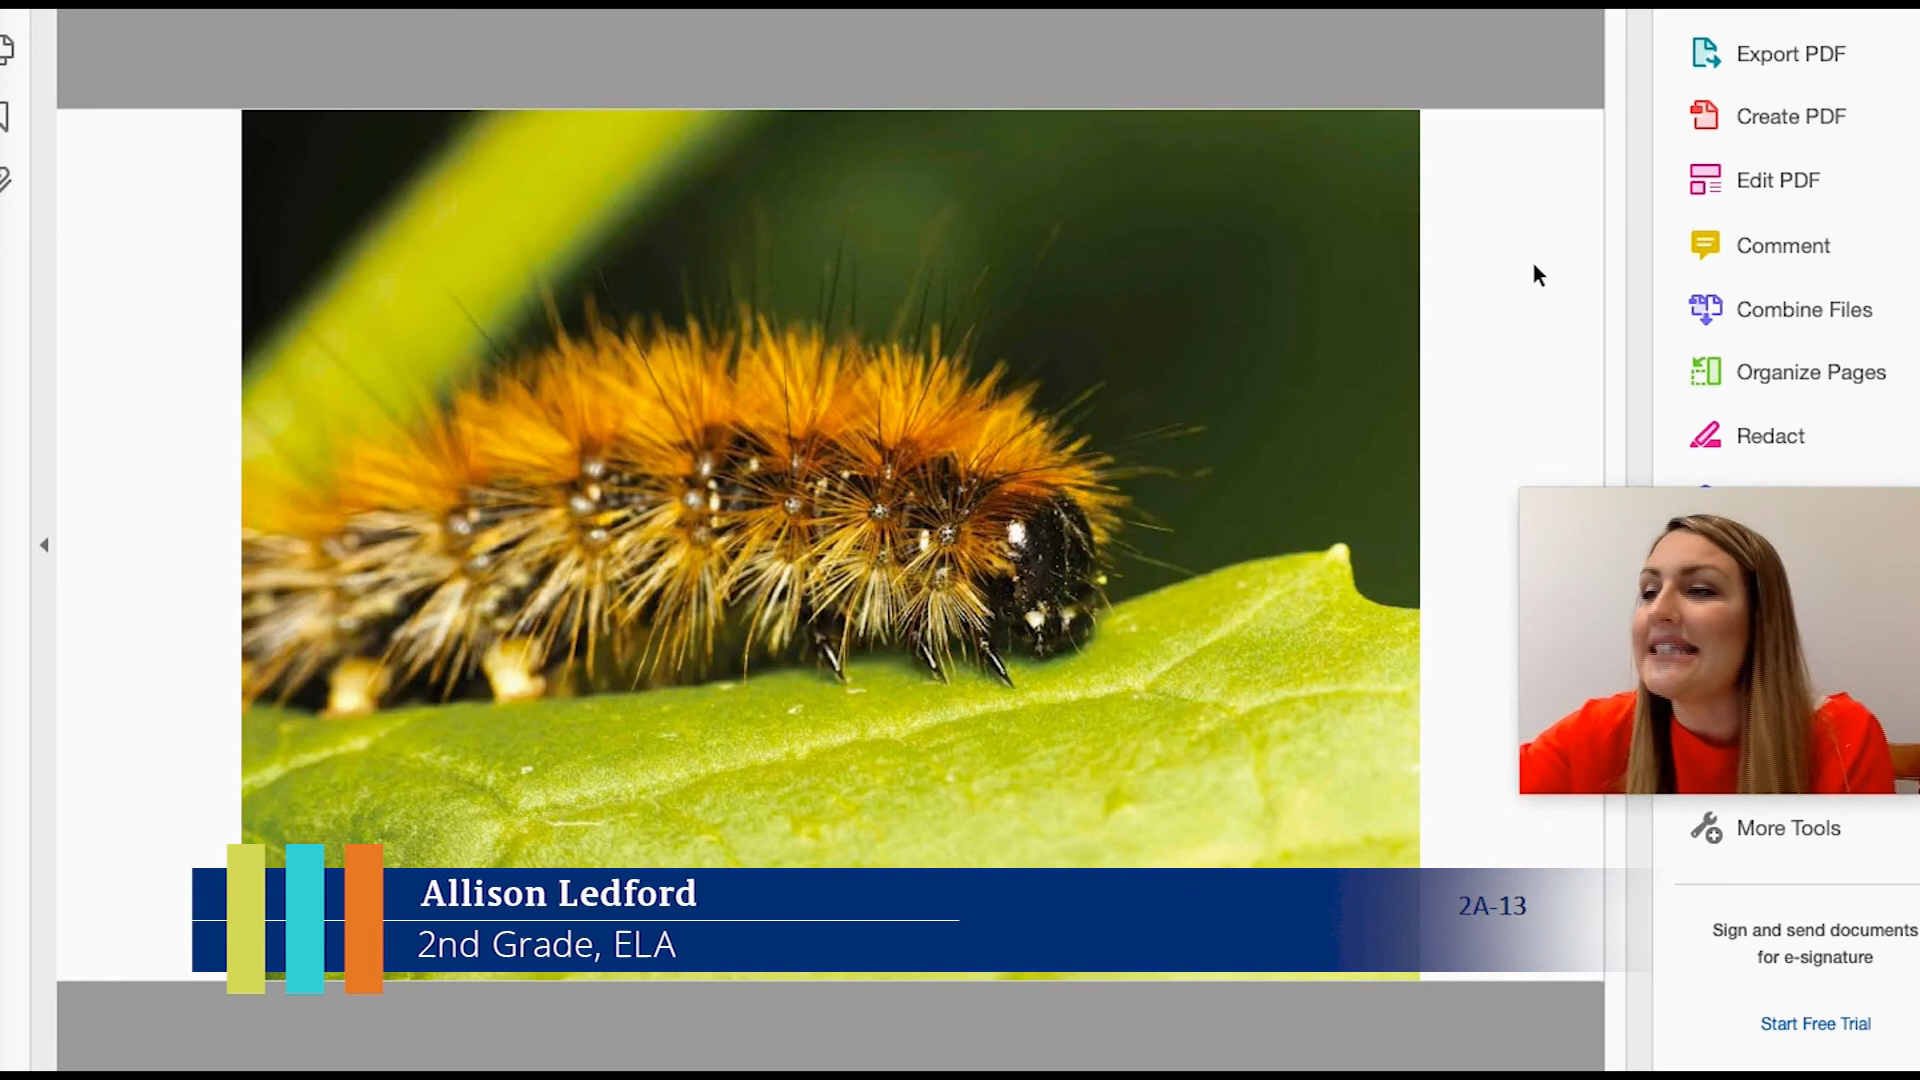 Export PDF
Create PDF
Edit PDF
Comment
Combine Files
Organize Pages
Redact
More Tools
Sign and send documents
for e-signature
Start Free Trial
Allison Ledford
2nd Grade, ELA
2A-13